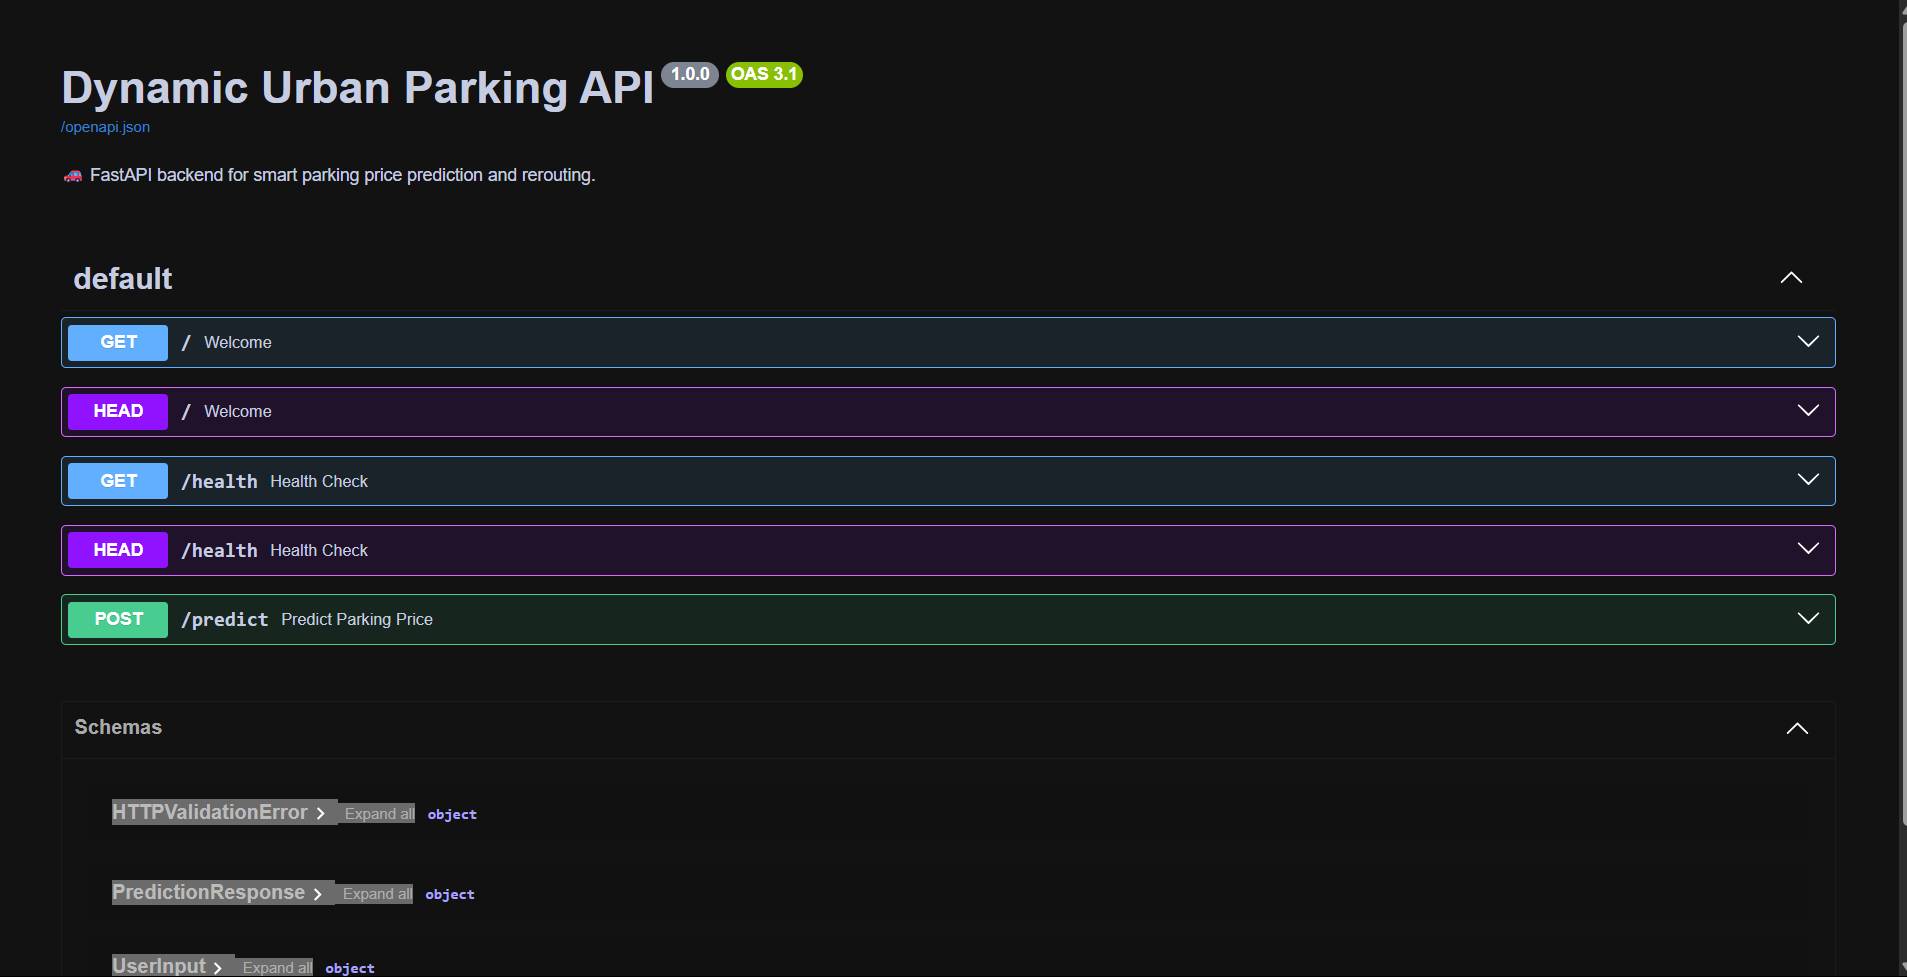 Dynamic Urban Parking API 1.0.0 OAS 3.1
/openapi.json
🚗 FastAPI backend for smart parking price prediction and rerouting.
default
GET / Welcome
HEAD / Welcome
GET /health Health Check
HEAD /health Health Check
POST /predict Predict Parking Price
Schemas
HTTPValidationError Expand all object
PredictionResponse Expand all object
UserInput Expand all object